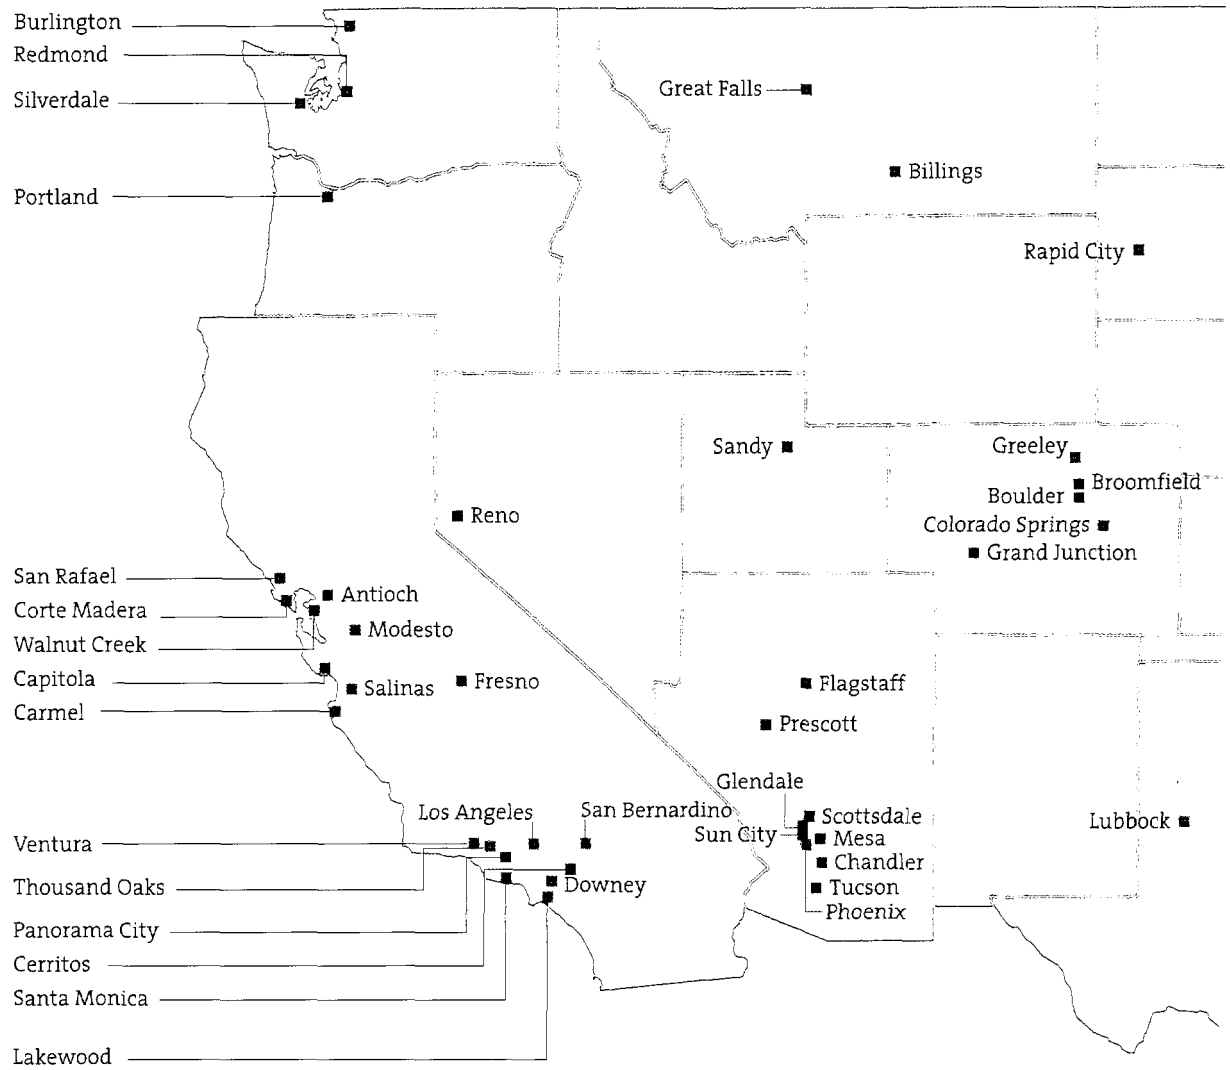 Burlington
Redmond
Silverdale
Great Falls
Billings
Portland
Rapid City
Sandy
Greeley
Broomfield
Boulder
Reno
Colorado Springs
Grand Junction
San Rafael
Antioch
Corte Madera
Modesto
Walnut Creek
Capitola
Salinas
Fresno
Flagstaff
Carmel
Prescott
Glendale
Los Angeles
San Bernardino
Scottsdale
Lubbock
Sun City
Mesa
Ventura
Chandler
Thousand Oaks
Downey
Tucson
Phoenix
Panorama City
Cerritos
Santa Monica
Lakewood